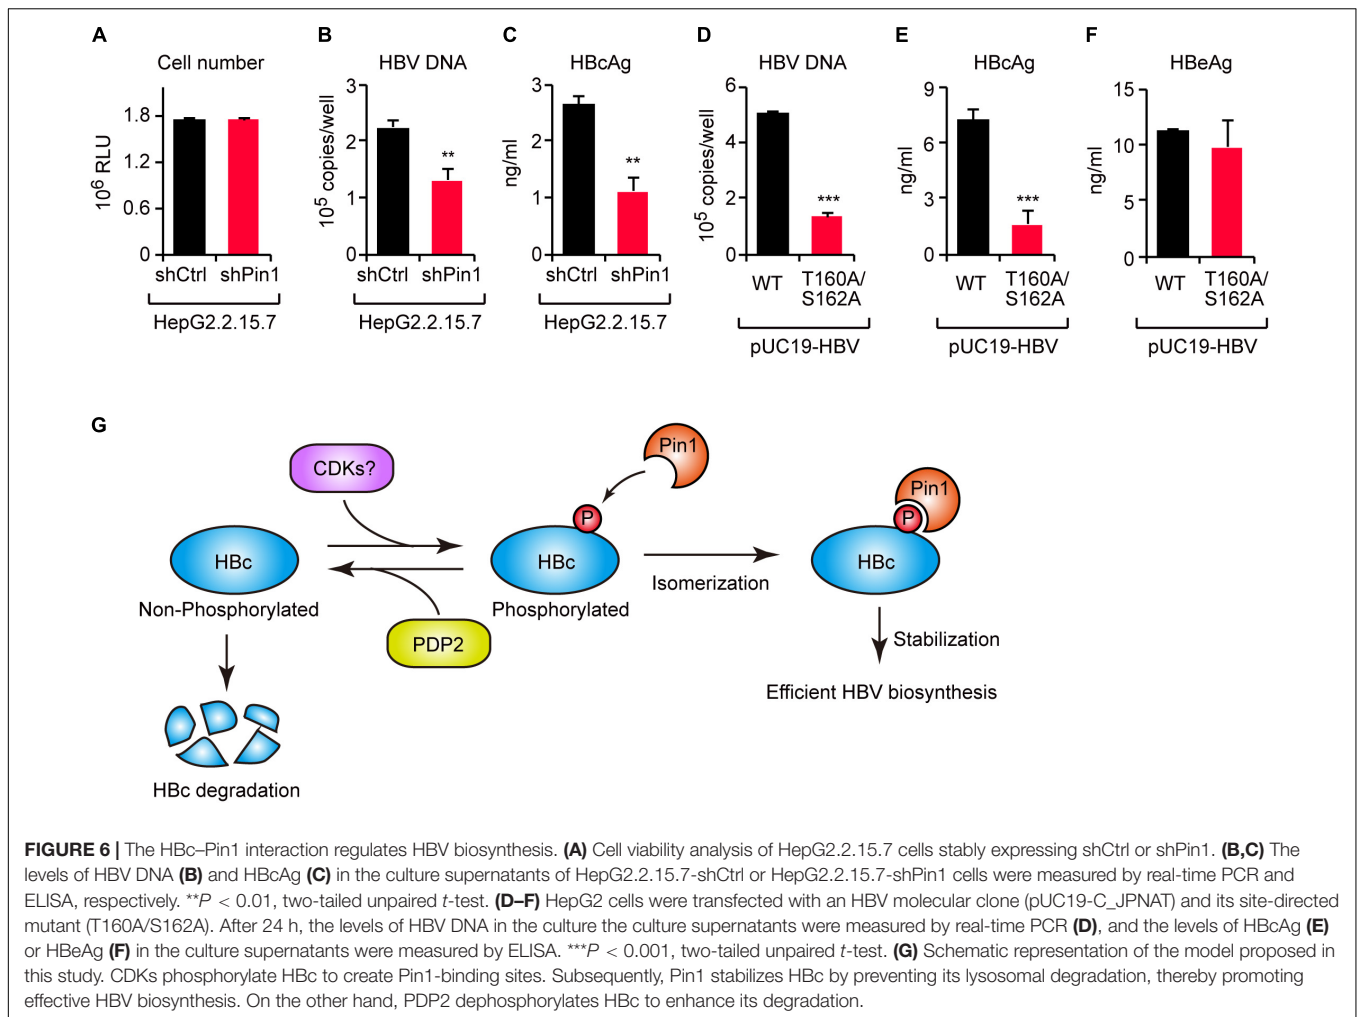 A
Cell number
10⁶ RLU
1.8
1.2
0.6
0
shCtrl shPin1
HepG2.2.15.7
B
HBV DNA
10⁵ copies/well
3
2
1
0
**
shCtrl shPin1
HepG2.2.15.7
C
HBcAg
ng/ml
3
2
1
0
**
shCtrl shPin1
HepG2.2.15.7
D
HBV DNA
10⁵ copies/well
6
4
2
0
***
WT T160A/
S162A
pUC19-HBV
E
HBcAg
ng/ml
9
6
3
0
***
WT T160A/
S162A
pUC19-HBV
F
HBeAg
ng/ml
15
10
5
0
WT T160A/
S162A
pUC19-HBV
G
CDKs?
Pin1
Pin1
P
P
HBc
HBc
HBc
Isomerization
Non-Phosphorylated
Phosphorylated
PDP2
Stabilization
Efficient HBV biosynthesis
HBc degradation
FIGURE 6 | The HBc–Pin1 interaction regulates HBV biosynthesis. (A) Cell viability analysis of HepG2.2.15.7 cells stably expressing shCtrl or shPin1. (B,C) The
levels of HBV DNA (B) and HBcAg (C) in the culture supernatants of HepG2.2.15.7-shCtrl or HepG2.2.15.7-shPin1 cells were measured by real-time PCR and
ELISA, respectively. **P < 0.01, two-tailed unpaired t-test. (D–F) HepG2 cells were transfected with an HBV molecular clone (pUC19-C_JPNAT) and its site-directed
mutant (T160A/S162A). After 24 h, the levels of HBV DNA in the culture the culture supernatants were measured by real-time PCR (D), and the levels of HBcAg (E)
or HBeAg (F) in the culture supernatants were measured by ELISA. ***P < 0.001, two-tailed unpaired t-test. (G) Schematic representation of the model proposed in
this study. CDKs phosphorylate HBc to create Pin1-binding sites. Subsequently, Pin1 stabilizes HBc by preventing its lysosomal degradation, thereby promoting
effective HBV biosynthesis. On the other hand, PDP2 dephosphorylates HBc to enhance its degradation.